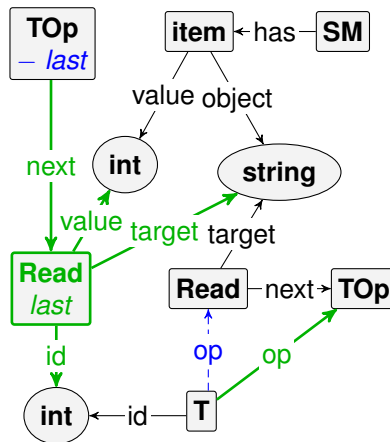 TOp
– last
item
has
SM
value
object
int
string
next
value
target
target
Read
last
Read
next
TOp
id
op
op
int
id
T